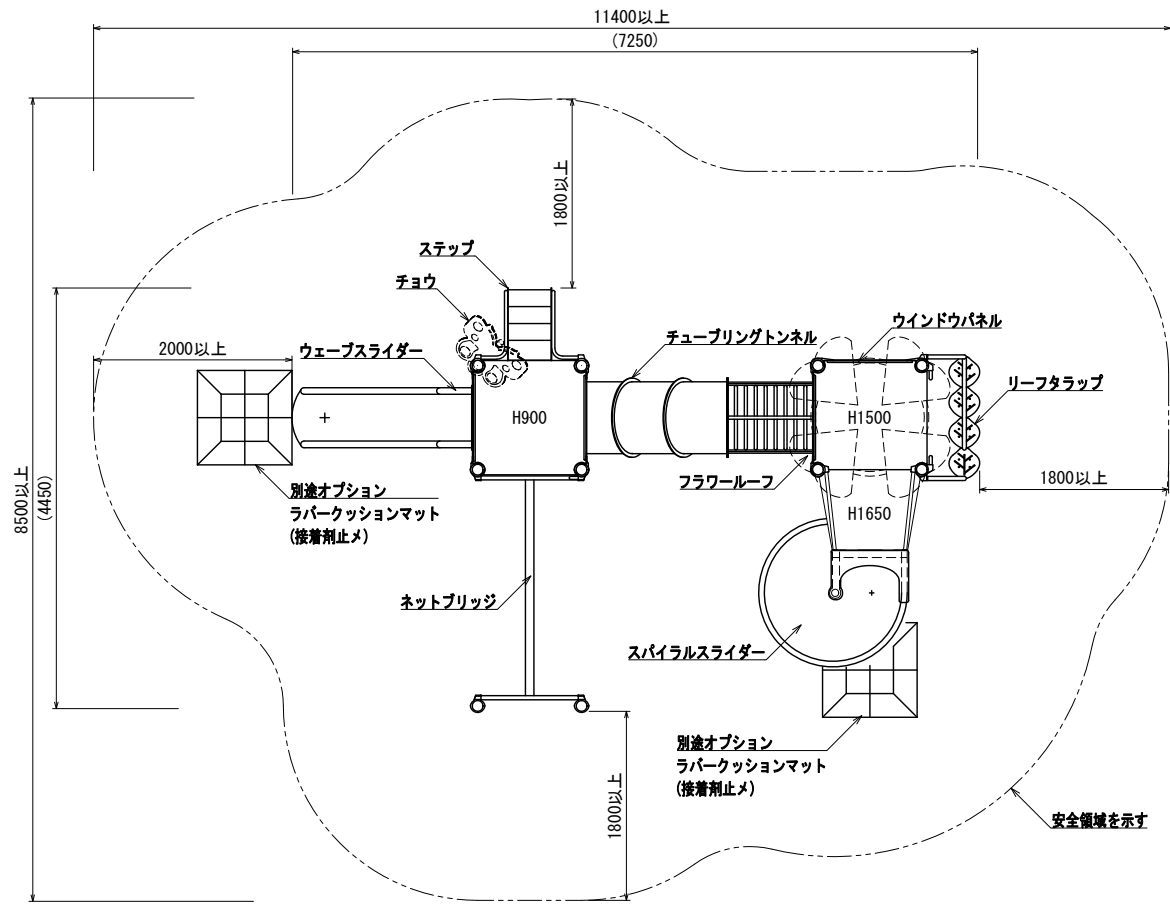 11400以上
(7250)
1800以上
ステップ
チョウ
2000以上
ウェーブスライダー
チューブリングトンネル
ウインドウパネル
リーフタラップ
H900
H1500
フラワールーフ
1800以上
8500以上
(4450)
別途オプション
ラバークッションマット
(接着剤止メ)
H1650
ネットブリッジ
スパイラルスライダー
別途オプション
ラバークッションマット
(接着剤止メ)
1800以上
安全領域を示す